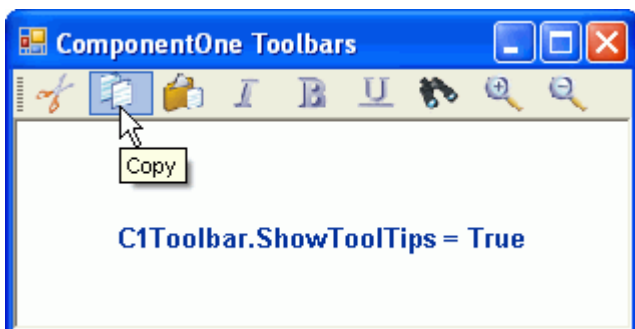 ComponentOne Toolbars
I B U
Copy
C1Toolbar.ShowToolTips = True